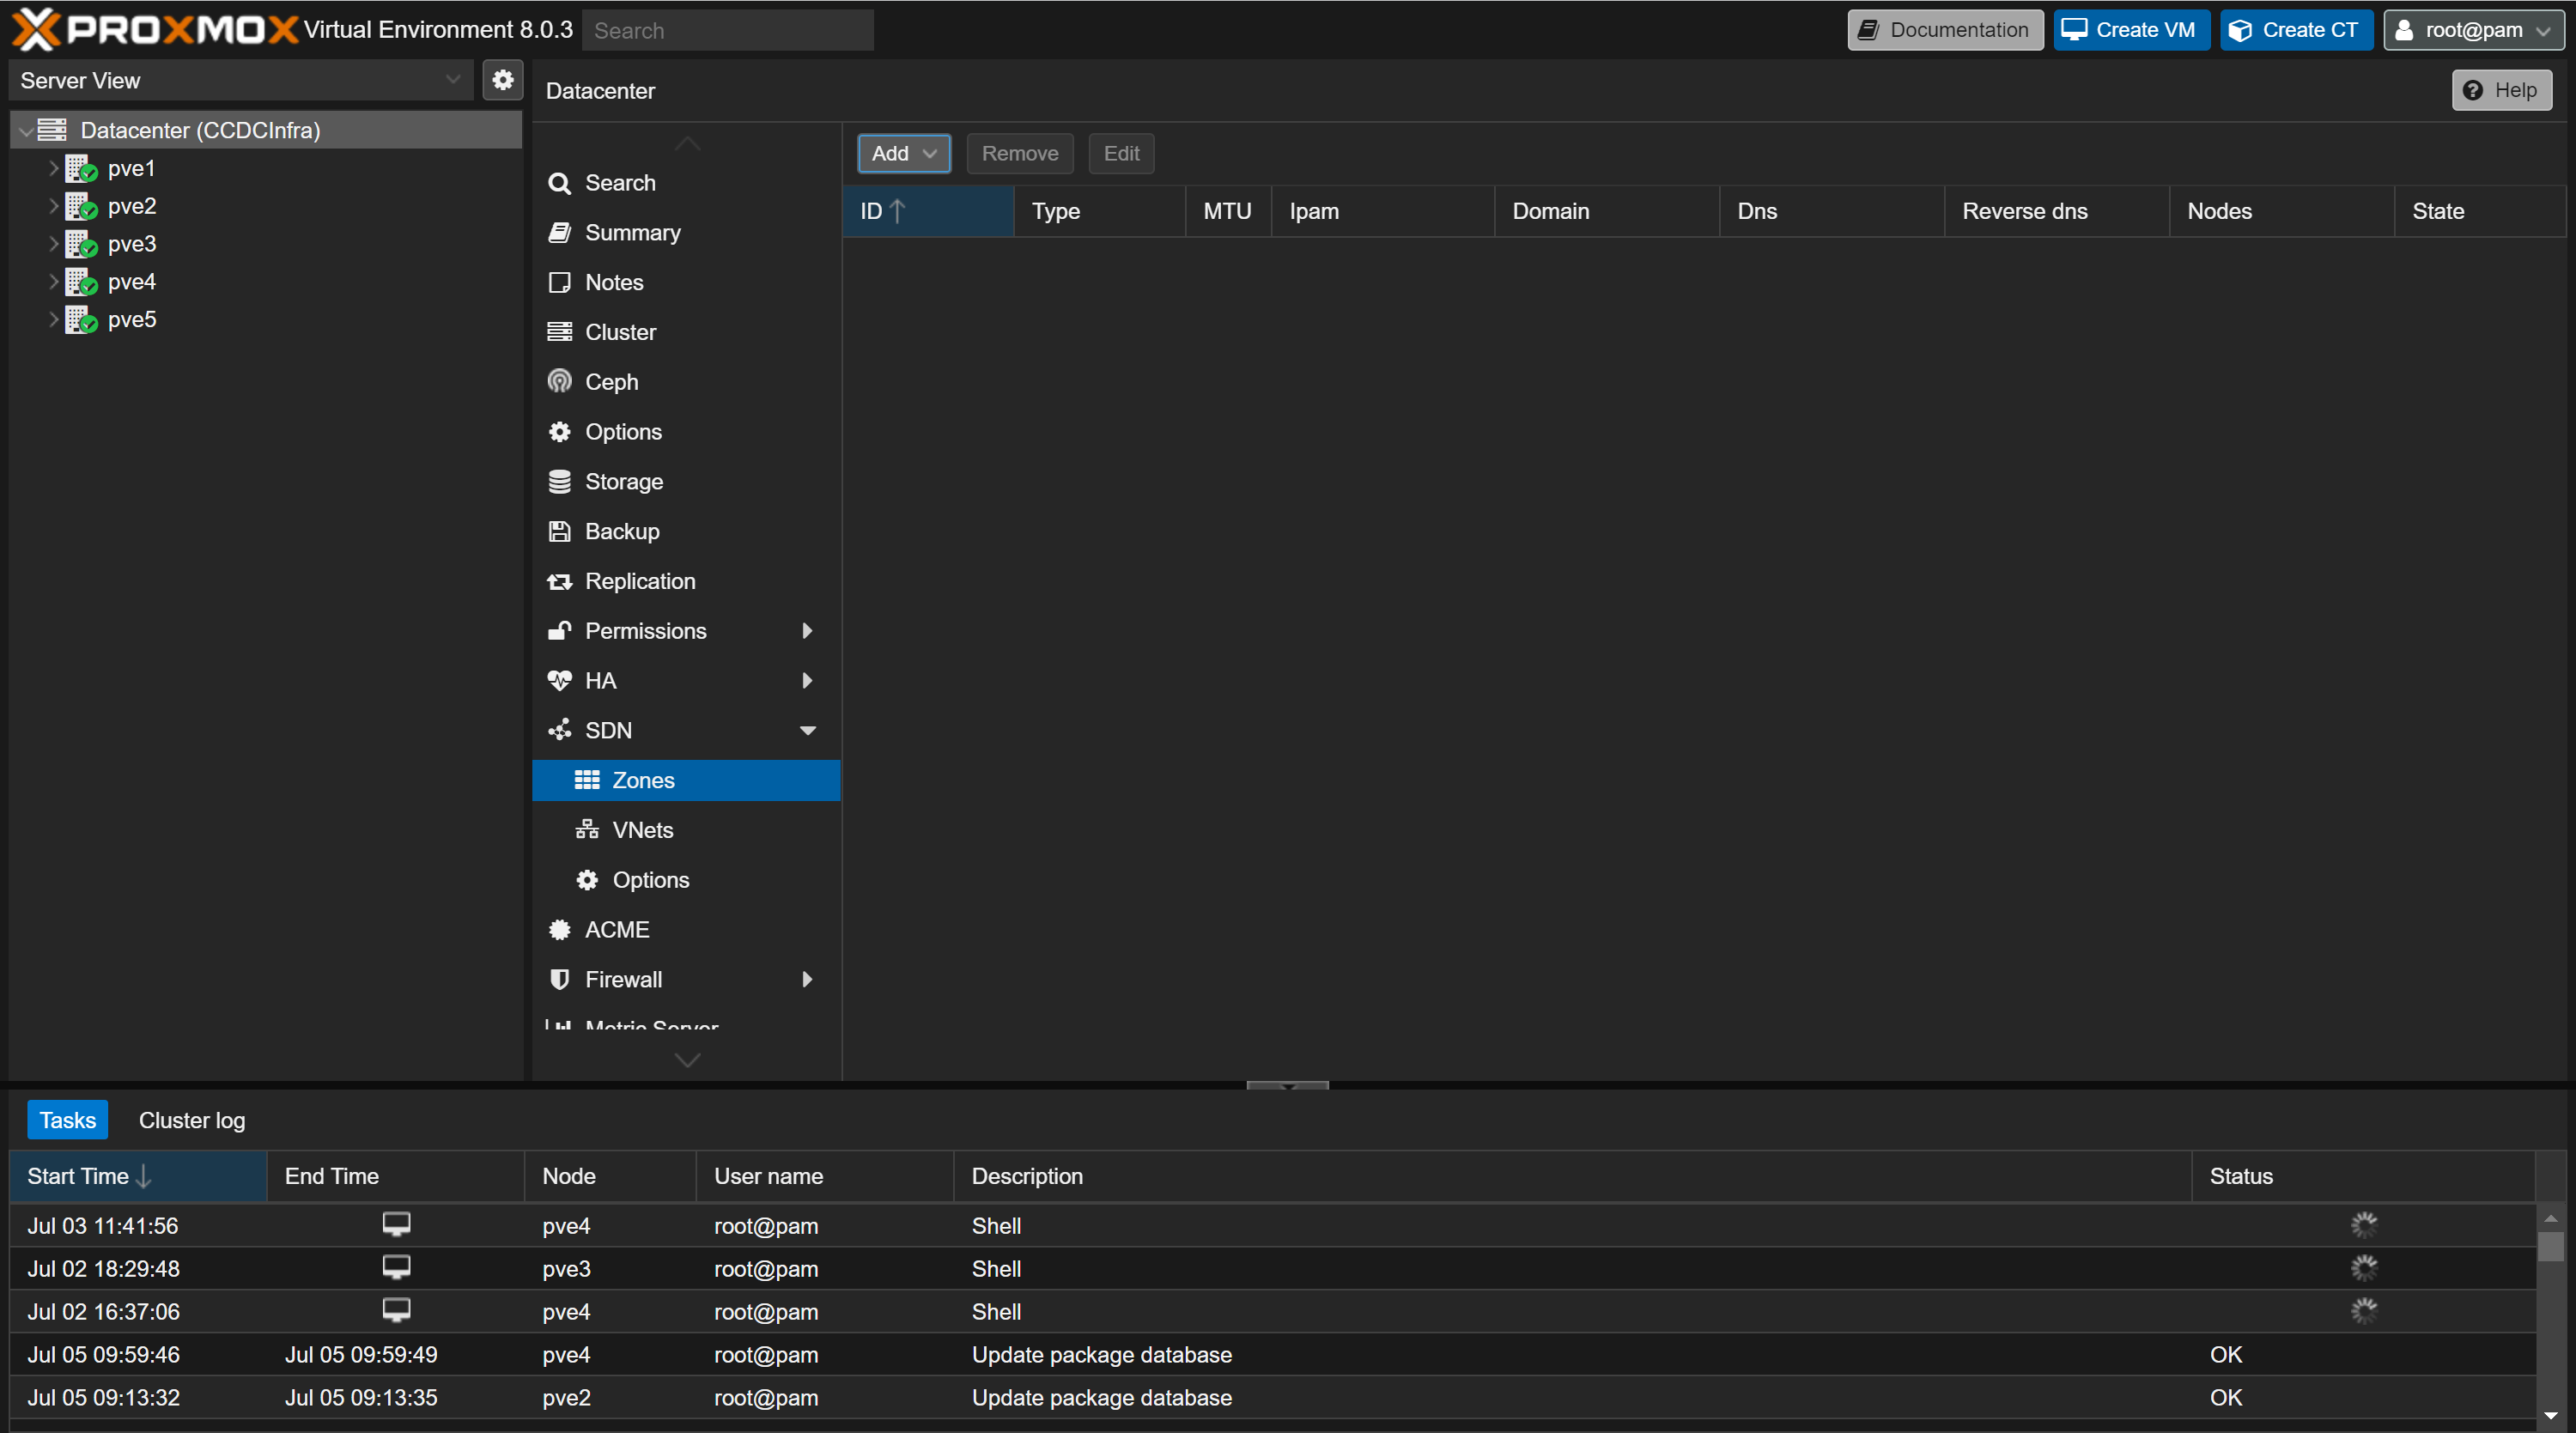 PROXMOX Virtual Environment 8.0.3 Search Documentation Create VM Create CT root@pam
Server View
Datacenter Help
Datacenter (CCDCInfra)
pve1
pve2
pve3
pve4
pve5
Search
Summary
Notes
Cluster
Ceph
Options
Storage
Backup
Replication
Permissions
HA
SDN
Zones
VNets
Options
ACME
Firewall
Metric Server
Add Remove Edit
ID Type MTU Ipam Domain Dns Reverse dns Nodes State
Tasks Cluster log
Start Time End Time Node User name Description Status
Jul 03 11:41:56 pve4 root@pam Shell
Jul 02 18:29:48 pve3 root@pam Shell
Jul 02 16:37:06 pve4 root@pam Shell
Jul 05 09:59:46 Jul 05 09:59:49 pve4 root@pam Update package database OK
Jul 05 09:13:32 Jul 05 09:13:35 pve2 root@pam Update package database OK